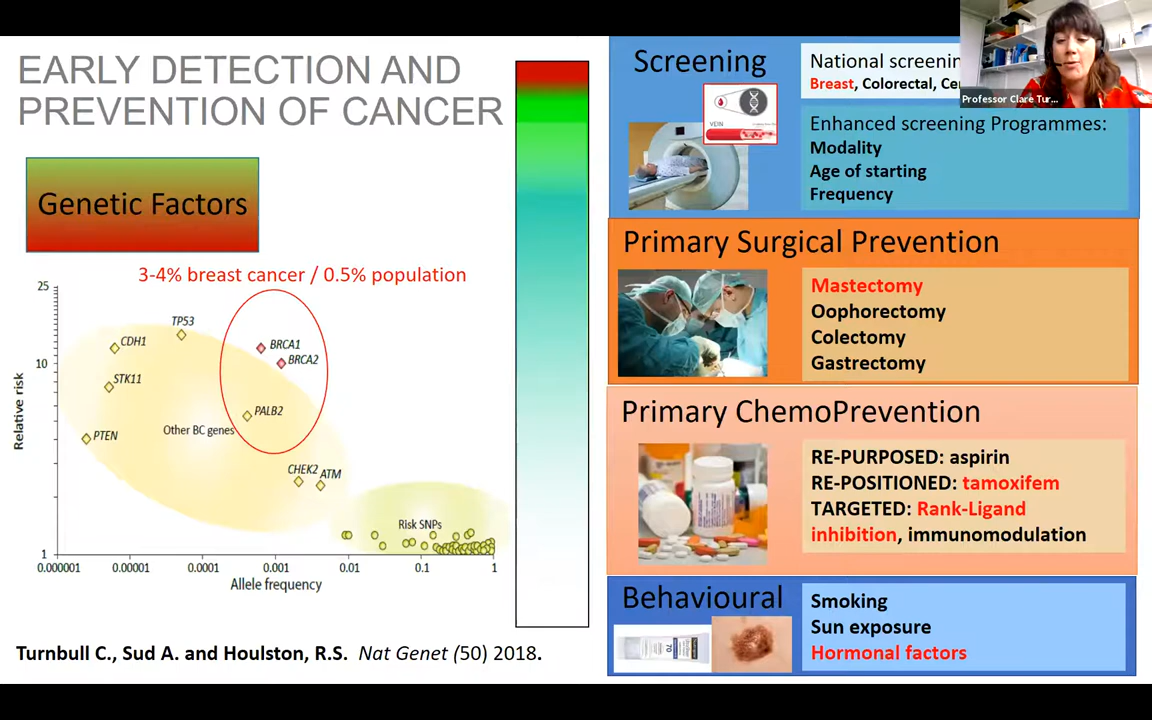 EARLY DETECTION AND
PREVENTION OF CANCER
Genetic Factors
3-4% breast cancer / 0.5% population
25
10
1
Relative risk
CDH1
TP53
STK11
PTEN
BRCA1
BRCA2
PALB2
Other BC genes
CHEK2
ATM
Risk SNPs
0.000001
0.00001
0.0001
0.001
0.01
0.1
1
Allele frequency
Turnbull C., Sud A. and Houlston, R.S. Nat Genet (50) 2018.
Screening
VEIN
National screenin
Breast, Colorectal, Cer
Enhanced screening Programmes:
Modality
Age of starting
Frequency
Professor Clare Tur...
Primary Surgical Prevention
Mastectomy
Oophorectomy
Colectomy
Gastrectomy
Primary ChemoPrevention
RE-PURPOSED: aspirin
RE-POSITIONED: tamoxifem
TARGETED: Rank-Ligand
inhibition, immunomodulation
Behavioural
70
Smoking
Sun exposure
Hormonal factors